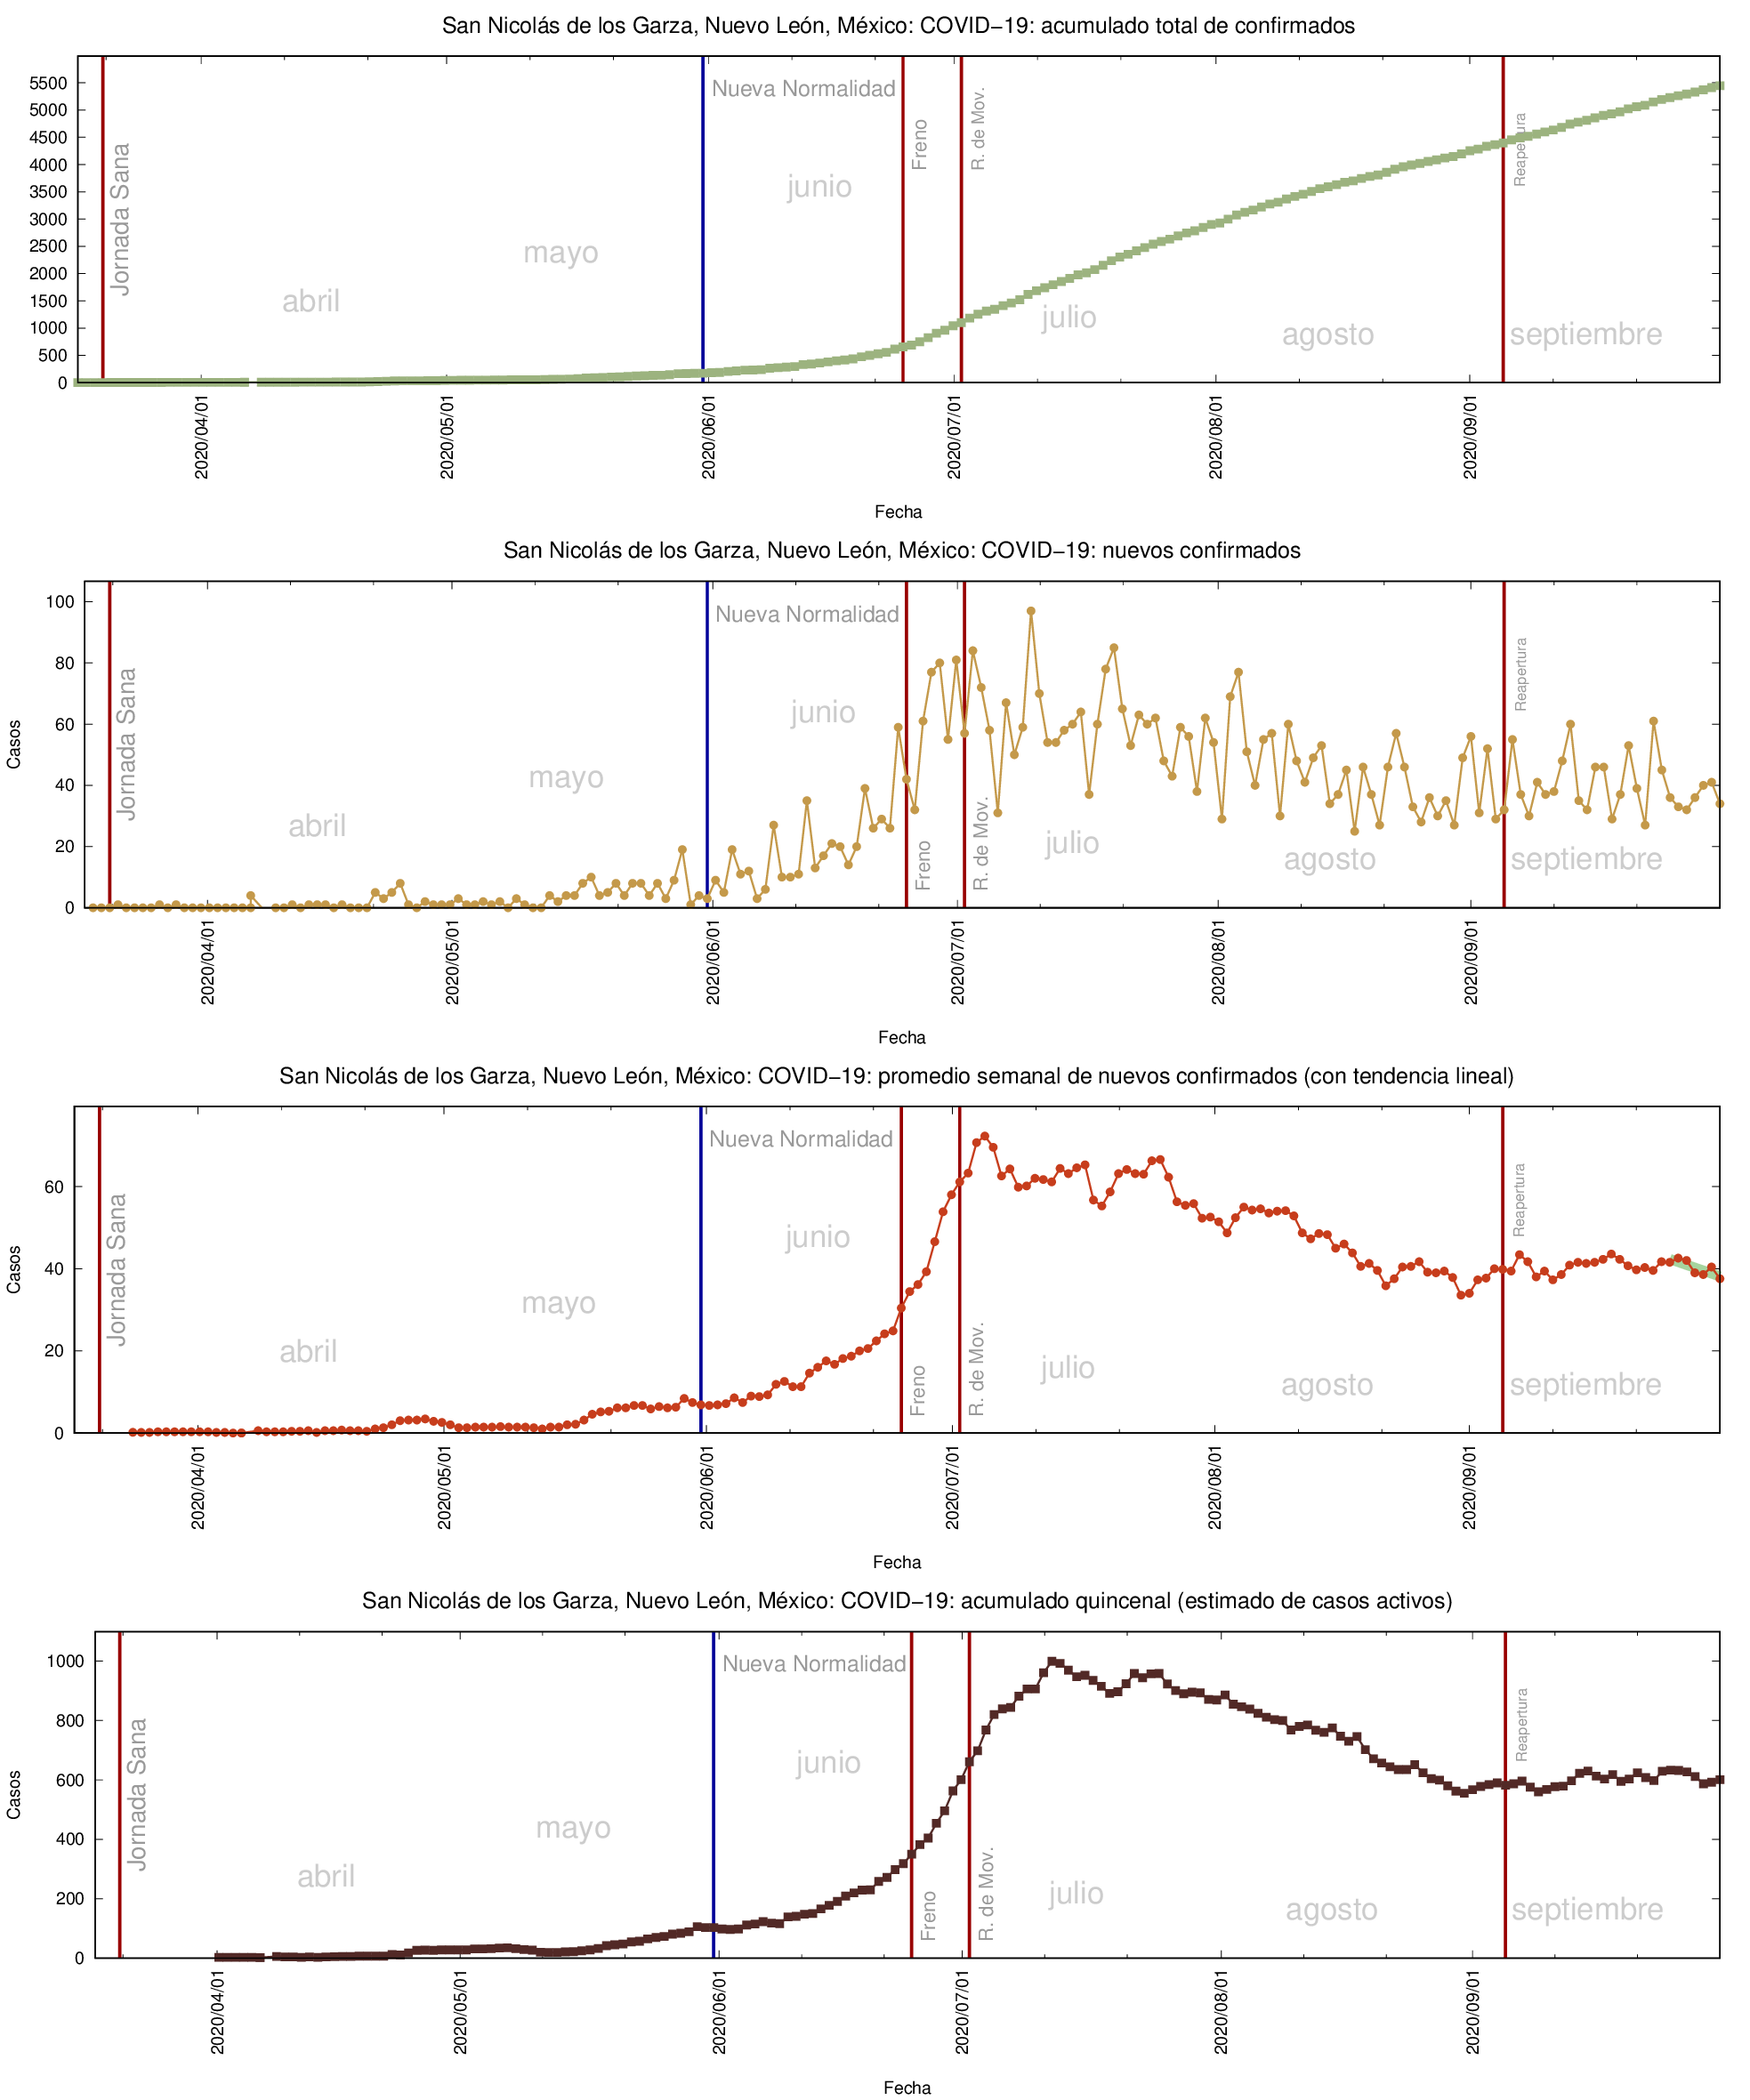 San Nicolás de los Garza, Nuevo León, México: COVID−19: acumulado total de confirmados
5500
5000
4500
4000
3500
3000
2500
2000
1500
1000
500
0
Jornada Sana
abril
mayo
Nueva Normalidad
junio
Freno
R. de Mov.
julio
agosto
Reapertura
septiembre
2020/04/01
2020/05/01
2020/06/01
2020/07/01
2020/08/01
2020/09/01
Fecha
San Nicolás de los Garza, Nuevo León, México: COVID−19: nuevos confirmados
Casos
100
80
60
40
20
0
Jornada Sana
abril
mayo
Nueva Normalidad
junio
Freno
R. de Mov.
julio
agosto
Reapertura
septiembre
2020/04/01
2020/05/01
2020/06/01
2020/07/01
2020/08/01
2020/09/01
Fecha
San Nicolás de los Garza, Nuevo León, México: COVID−19: promedio semanal de nuevos confirmados (con tendencia lineal)
Casos
60
40
20
0
Jornada Sana
abril
mayo
Nueva Normalidad
junio
Freno
R. de Mov.
julio
agosto
Reapertura
septiembre
2020/04/01
2020/05/01
2020/06/01
2020/07/01
2020/08/01
2020/09/01
Fecha
San Nicolás de los Garza, Nuevo León, México: COVID−19: acumulado quincenal (estimado de casos activos)
Casos
1000
800
600
400
200
0
Jornada Sana
abril
mayo
Nueva Normalidad
junio
Freno
R. de Mov.
julio
agosto
Reapertura
septiembre
2020/04/01
2020/05/01
2020/06/01
2020/07/01
2020/08/01
2020/09/01
Fecha